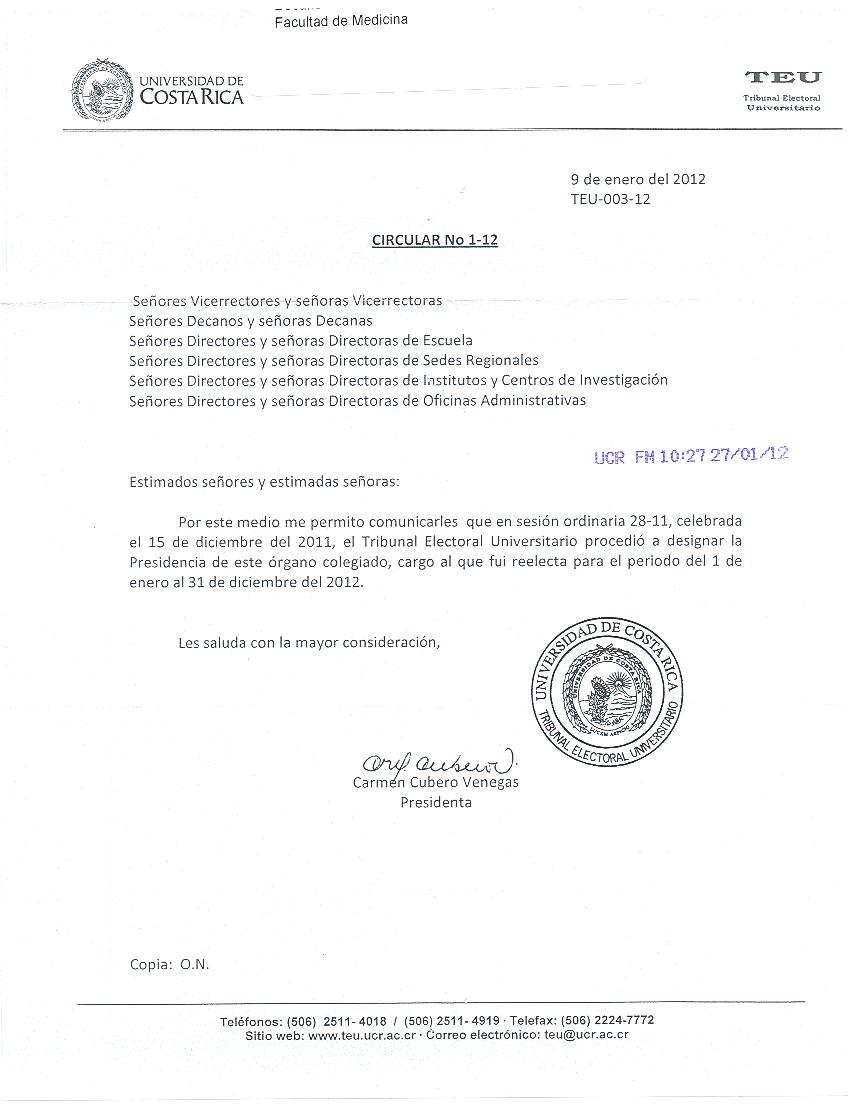 Facultad de Medicina
UNIVERSIDAD DE
COSTA RICA
TEU
Tribunal Electoral
Universitario
9 de enero del 2012
TEU-003-12
CIRCULAR No 1-12
Señores Vicerrectores y señoras Vicerrectoras
Señores Decanos y señoras Decanas
Señores Directores y señoras Directoras de Escuela
Señores Directores y señoras Directoras de Sedes Regionales
Señores Directores y señoras Directoras de Institutos y Centros de Investigación
Señores Directores y señoras Directoras de Oficinas Administrativas
UCR FM 10:27 27/01/12
Estimados señores y estimadas señoras:
Por este medio me permito comunicarles que en sesión ordinaria 28-11, celebrada
el 15 de diciembre del 2011, el Tribunal Electoral Universitario procedió a designar la
Presidencia de este órgano colegiado, cargo al que fui reelecta para el periodo del 1 de
enero al 31 de diciembre del 2012.
Les saluda con la mayor consideración,
UNIVERSIDAD DE COSTA RICA
TRIBUNAL ELECTORAL UNIVERSITARIO
Carmen Cubero Venegas
Presidenta
Copia: O.N.
Teléfonos: (506) 2511- 4018 / (506) 2511- 4919 · Telefax: (506) 2224-7772
Sitio web: www.teu.ucr.ac.cr · Correo electrónico: teu@ucr.ac.cr